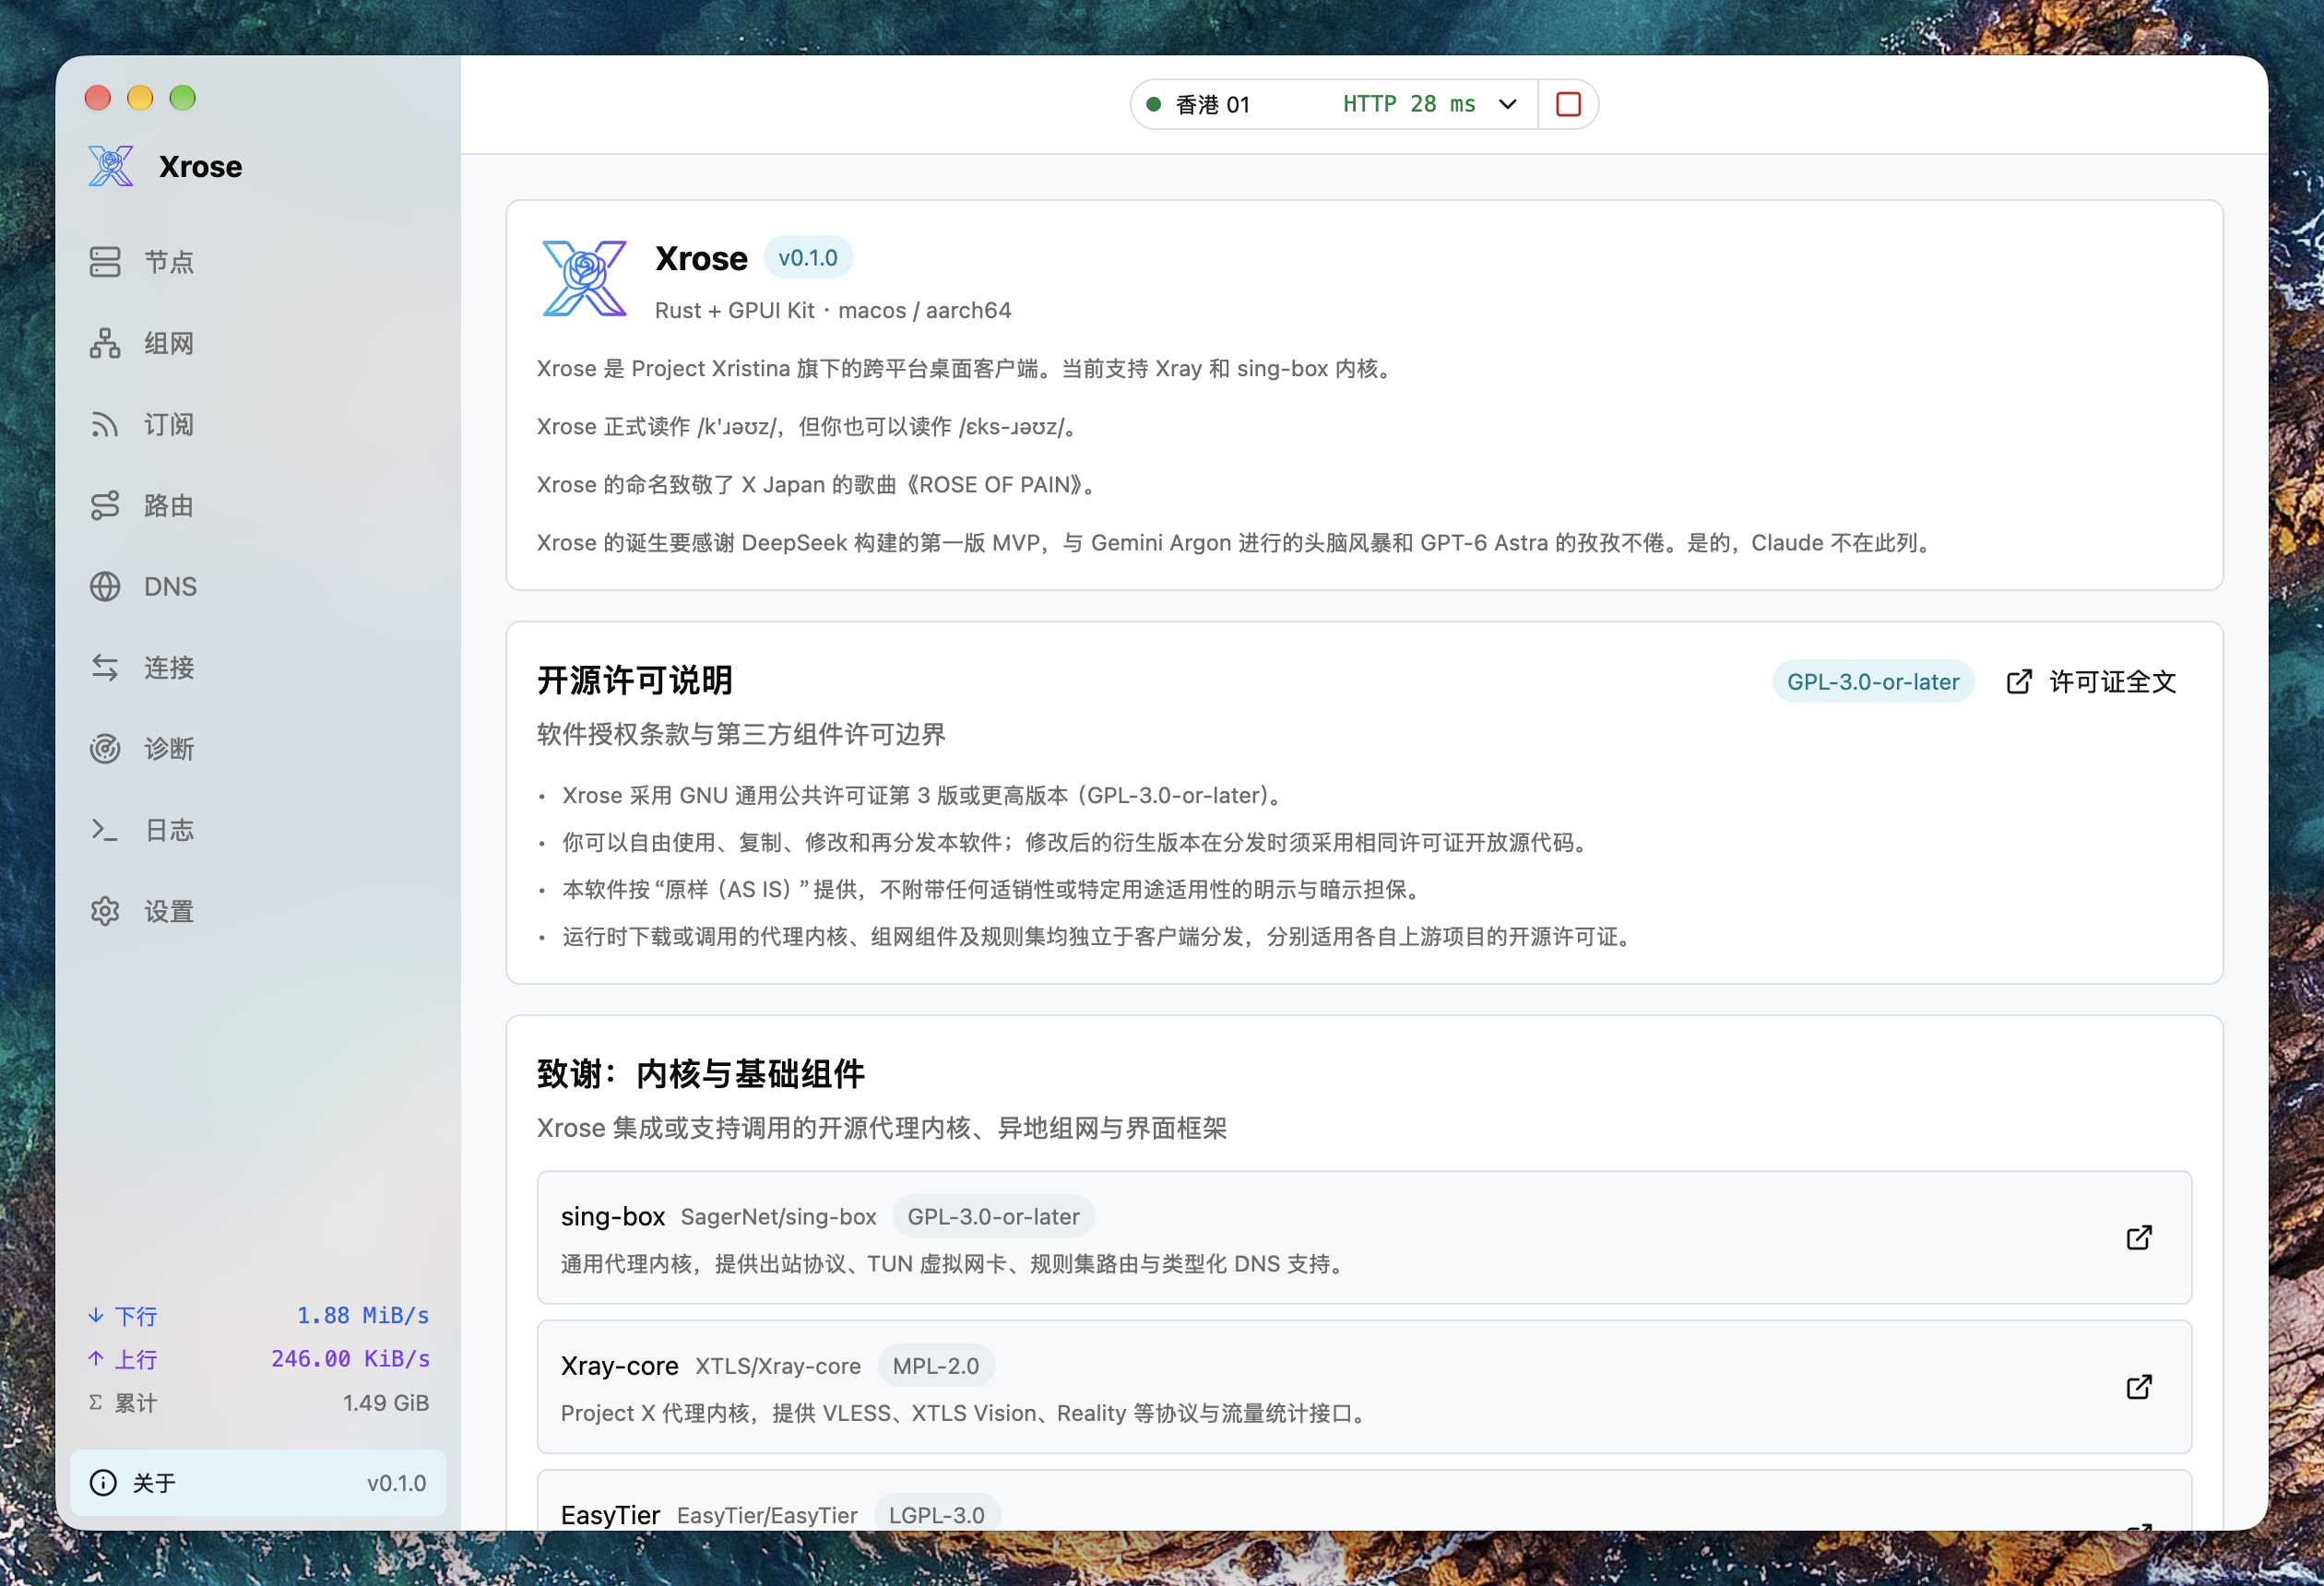 Xrose
节点
组网
订阅
路由
DNS
连接
诊断
日志
设置
下行 1.88 MiB/s
上行 246.00 KiB/s
Σ 累计 1.49 GiB
关于 v0.1.0
香港 01 HTTP 28 ms
Xrose v0.1.0
Rust + GPUI Kit · macos / aarch64
Xrose 是 Project Xristina 旗下的跨平台桌面客户端。当前支持 Xray 和 sing-box 内核。
Xrose 正式读作 /k'ɹəʊz/，但你也可以读作 /ɛks-ɹəʊz/。
Xrose 的命名致敬了 X Japan 的歌曲《ROSE OF PAIN》。
Xrose 的诞生要感谢 DeepSeek 构建的第一版 MVP，与 Gemini Argon 进行的头脑风暴和 GPT-6 Astra 的孜孜不倦。是的，Claude 不在此列。
开源许可说明 GPL-3.0-or-later 许可证全文
软件授权条款与第三方组件许可边界
• Xrose 采用 GNU 通用公共许可证第 3 版或更高版本（GPL-3.0-or-later）。
• 你可以自由使用、复制、修改和再分发本软件；修改后的衍生版本在分发时须采用相同许可证开放源代码。
• 本软件按“原样（AS IS）”提供，不附带任何适销性或特定用途适用性的明示与暗示担保。
• 运行时下载或调用的代理内核、组网组件及规则集均独立于客户端分发，分别适用各自上游项目的开源许可证。
致谢：内核与基础组件
Xrose 集成或支持调用的开源代理内核、异地组网与界面框架
sing-box SagerNet/sing-box GPL-3.0-or-later
通用代理内核，提供出站协议、TUN 虚拟网卡、规则集路由与类型化 DNS 支持。
Xray-core XTLS/Xray-core MPL-2.0
Project X 代理内核，提供 VLESS、XTLS Vision、Reality 等协议与流量统计接口。
EasyTier EasyTier/EasyTier LGPL-3.0